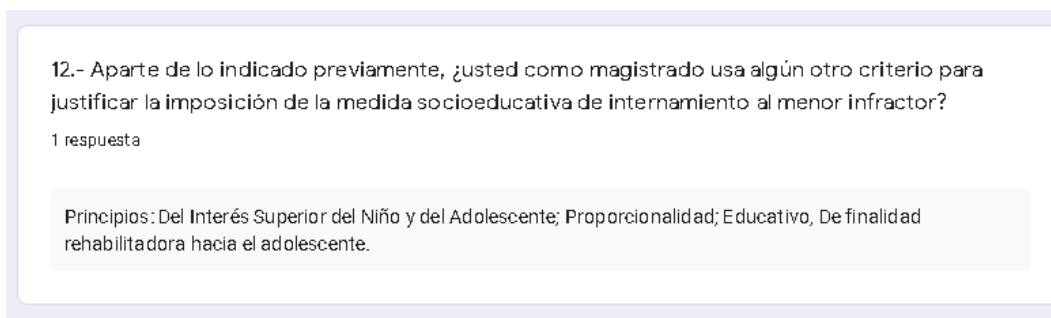 12.- Aparte de lo indicado previamente, ¿usted como magistrado usa algún otro criterio para
justificar la imposición de la medida socioeducativa de internamiento al menor infractor?
1 respuesta
Principios: Del Interés Superior del Niño y del Adolescente; Proporcionalidad; Educativo, De finalidad
rehabilitadora hacia el adolescente.